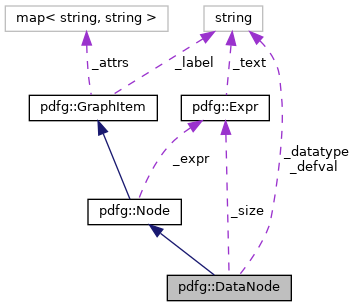 map< string, string >
string
_attrs
_label
_text
pdfg::GraphItem
pdfg::Expr
_expr
_datatype
_defval
pdfg::Node
_size
pdfg::DataNode